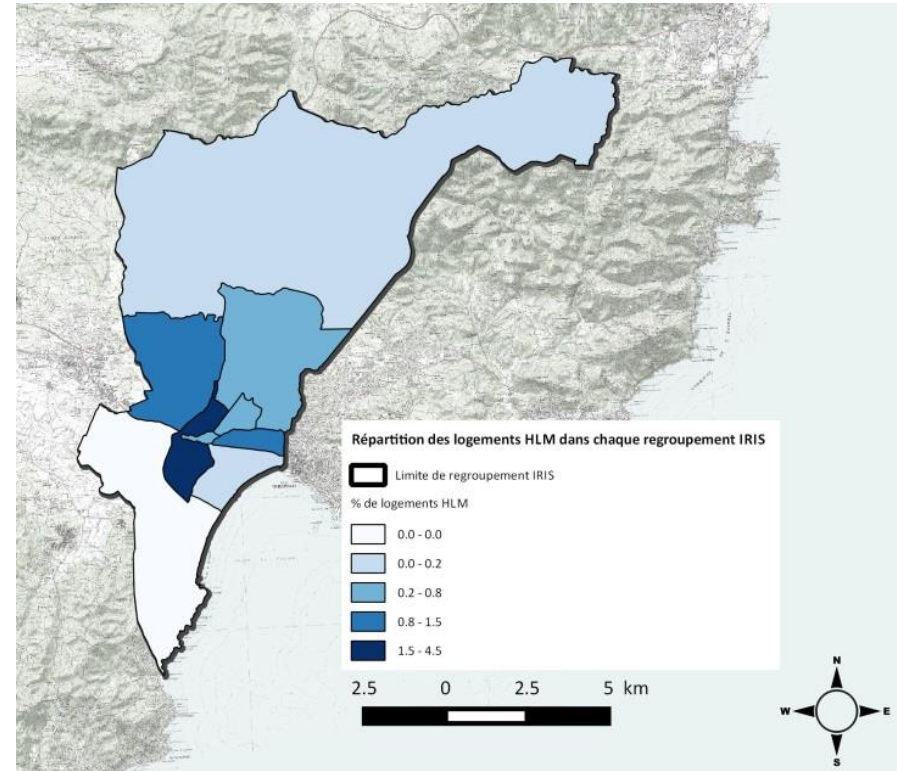 Répartition des logements HLM dans chaque regroupement IRIS
Limite de regroupement IRIS
% de logements HLM
0.0 - 0.0
0.0 - 0.2
0.2 - 0.8
0.8 - 1.5
1.5 - 4.5
2.5 0 2.5 5 km
N
W E
S